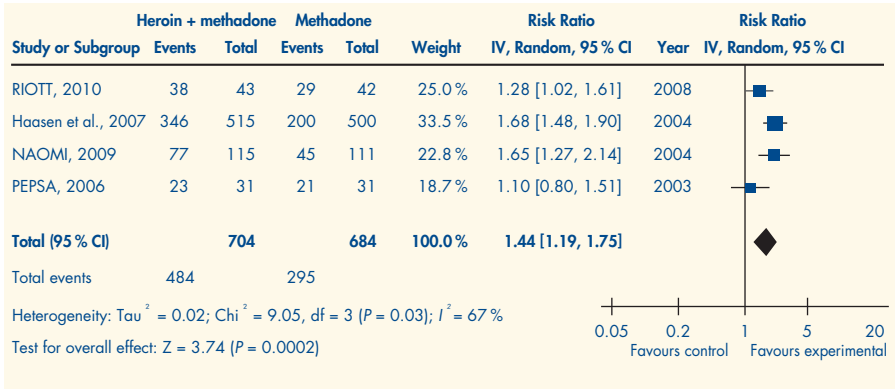 Heroin + methadone Methadone Risk Ratio Risk Ratio
Study or Subgroup Events Total Events Total Weight IV, Random, 95 % CI Year IV, Random, 95 % CI
RIOTT, 2010 38 43 29 42 25.0 % 1.28 [1.02, 1.61] 2008
Haasen et al., 2007 346 515 200 500 33.5 % 1.68 [1.48, 1.90] 2004
NAOMI, 2009 77 115 45 111 22.8 % 1.65 [1.27, 2.14] 2004
PEPSA, 2006 23 31 21 31 18.7 % 1.10 [0.80, 1.51] 2003
Total (95 % CI) 704 684 100.0 % 1.44 [1.19, 1.75]
Total events 484 295
Heterogeneity: Tau ² = 0.02; Chi ² = 9.05, df = 3 (P = 0.03); I ² = 67 %
Test for overall effect: Z = 3.74 (P = 0.0002)
0.05 0.2 1 5 20
Favours control Favours experimental